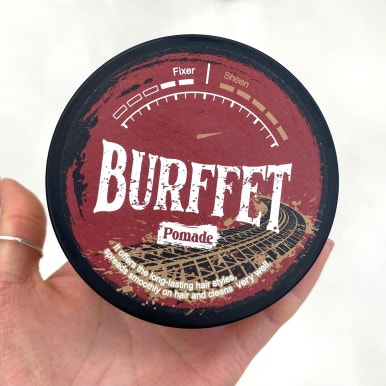 Fixer | Sheen
BURFFET
Pomade
It offers the long-lasting hair styles,
spreads smoothly on hair and cleans very well.